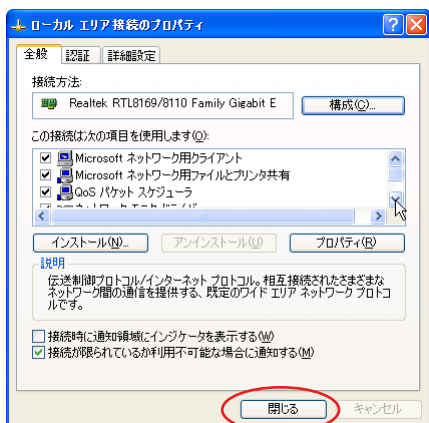 ローカル エリア接続のプロパティ
全般 認証 詳細設定
接続方法:
Realtek RTL8169/8110 Family Gigabit E
構成(C)...
この接続は次の項目を使用します(O):
Microsoft ネットワーク用クライアント
Microsoft ネットワーク用ファイルとプリンタ共有
QoS パケット スケジューラ
インストール(N)... アンインストール(U) プロパティ(R)
説明
伝送制御プロトコル/インターネット プロトコル。相互接続されたさまざまな
ネットワーク間の通信を提供する、既定のワイド エリア ネットワーク プロトコ
ルです。
接続時に通知領域にインジケータを表示する(W)
接続が限られているか利用不可能な場合に通知する(M)
閉じる キャンセル